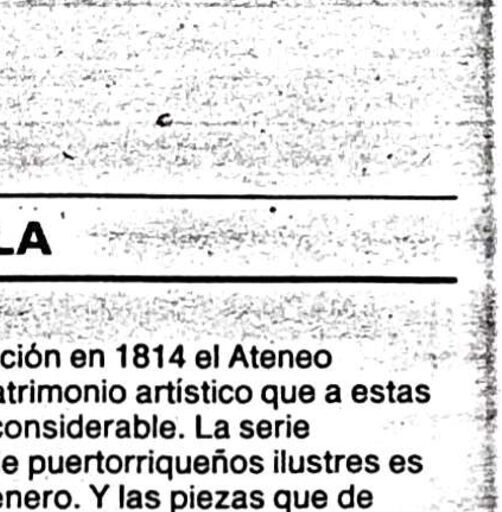 LA
ción en 1814 el Ateneo
atrimonio artístico que a estas
considerable. La serie
e puertorriqueños ilustres es
enero. Y las piezas que de